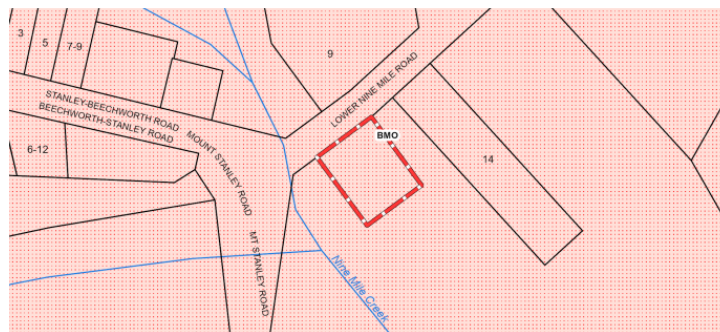 3
5
7-9
9
STANLEY-BEECHWORTH ROAD
BEECHWORTH-STANLEY ROAD
MOUNT STANLEY ROAD
LOWER NINE MILE ROAD
BMO
6-12
14
MT STANLEY ROAD
Nine Mile Creek